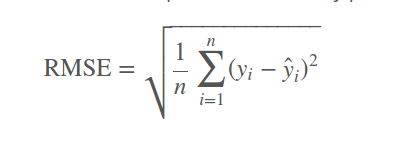 RMSE = √(1/n ∑_{i=1}^{n} (y_i − ŷ_i)²)